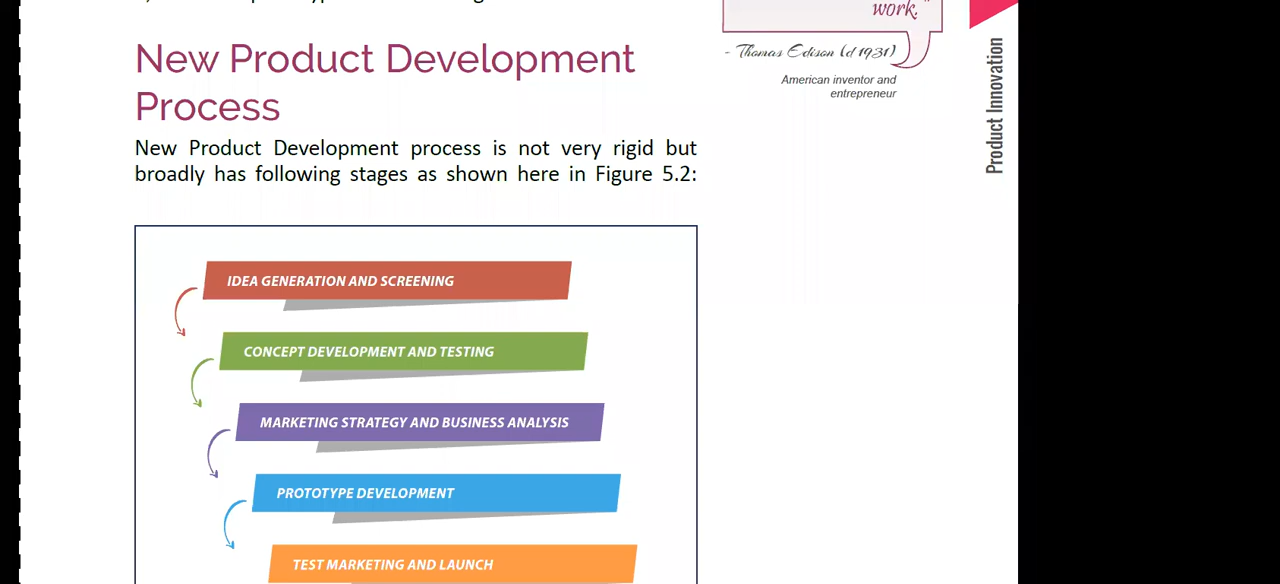 work."
- Thomas Edison (d 1931)
American inventor and
entrepreneur
Product Innovation
New Product Development
Process
New Product Development process is not very rigid but
broadly has following stages as shown here in Figure 5.2:
IDEA GENERATION AND SCREENING
CONCEPT DEVELOPMENT AND TESTING
MARKETING STRATEGY AND BUSINESS ANALYSIS
PROTOTYPE DEVELOPMENT
TEST MARKETING AND LAUNCH